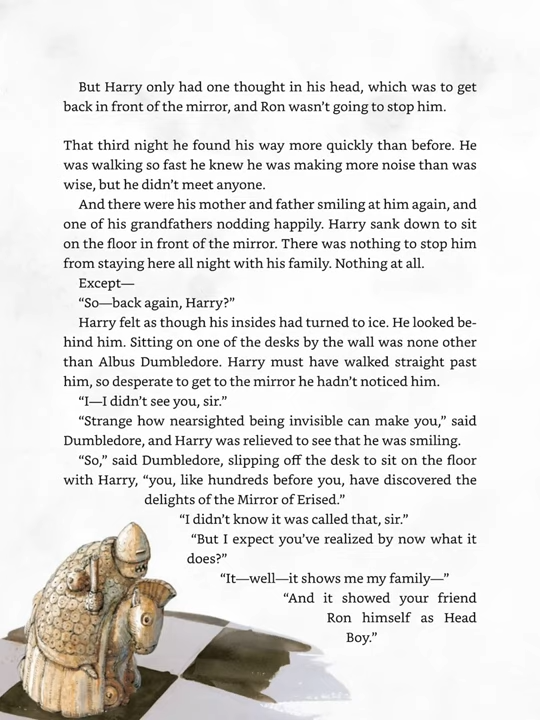 But Harry only had one thought in his head, which was to get
back in front of the mirror, and Ron wasn’t going to stop him.
That third night he found his way more quickly than before. He
was walking so fast he knew he was making more noise than was
wise, but he didn’t meet anyone.
And there were his mother and father smiling at him again, and
one of his grandfathers nodding happily. Harry sank down to sit
on the floor in front of the mirror. There was nothing to stop him
from staying here all night with his family. Nothing at all.
Except—
“So—back again, Harry?”
Harry felt as though his insides had turned to ice. He looked be-
hind him. Sitting on one of the desks by the wall was none other
than Albus Dumbledore. Harry must have walked straight past
him, so desperate to get to the mirror he hadn’t noticed him.
“I—I didn’t see you, sir.”
“Strange how nearsighted being invisible can make you,” said
Dumbledore, and Harry was relieved to see that he was smiling.
“So,” said Dumbledore, slipping off the desk to sit on the floor
with Harry, “you, like hundreds before you, have discovered the
delights of the Mirror of Erised.”
“I didn’t know it was called that, sir.”
“But I expect you’ve realized by now what it
does?”
“It—well—it shows me my family—”
“And it showed your friend
Ron himself as Head
Boy.”